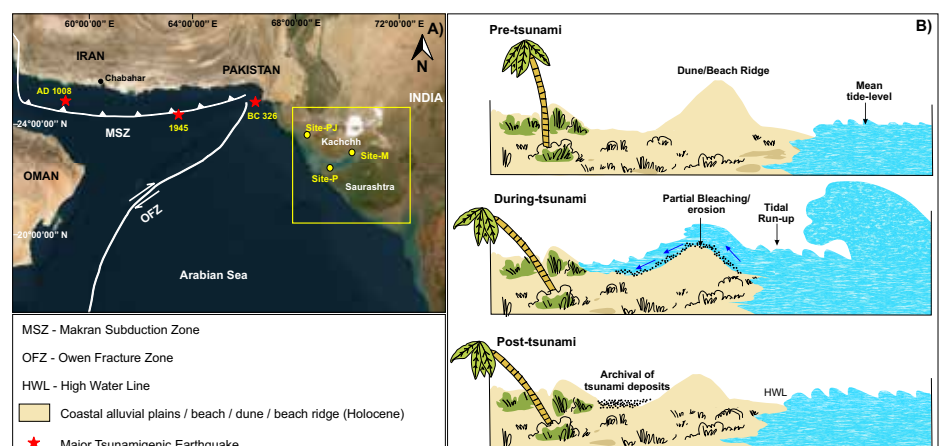 60°00'00" E
64°00'00" E
68°00'00" E
72°00'00" E
A)
N
IRAN
Chabahar
PAKISTAN
INDIA
AD 1008
1945
BC 326
MSZ
24°00'00" N
Site-PJ
Kachchh
Site-M
Site-P
Saurashtra
OMAN
OFZ
20°00'00" N
Arabian Sea
MSZ - Makran Subduction Zone
OFZ - Owen Fracture Zone
HWL - High Water Line
Coastal alluvial plains / beach / dune / beach ridge (Holocene)
Major Tsunamigenic Earthquake
B)
Pre-tsunami
Dune/Beach Ridge
Mean
tide-level
During-tsunami
Partial Bleaching/
erosion
Tidal
Run-up
Post-tsunami
Archival of
tsunami deposits
HWL